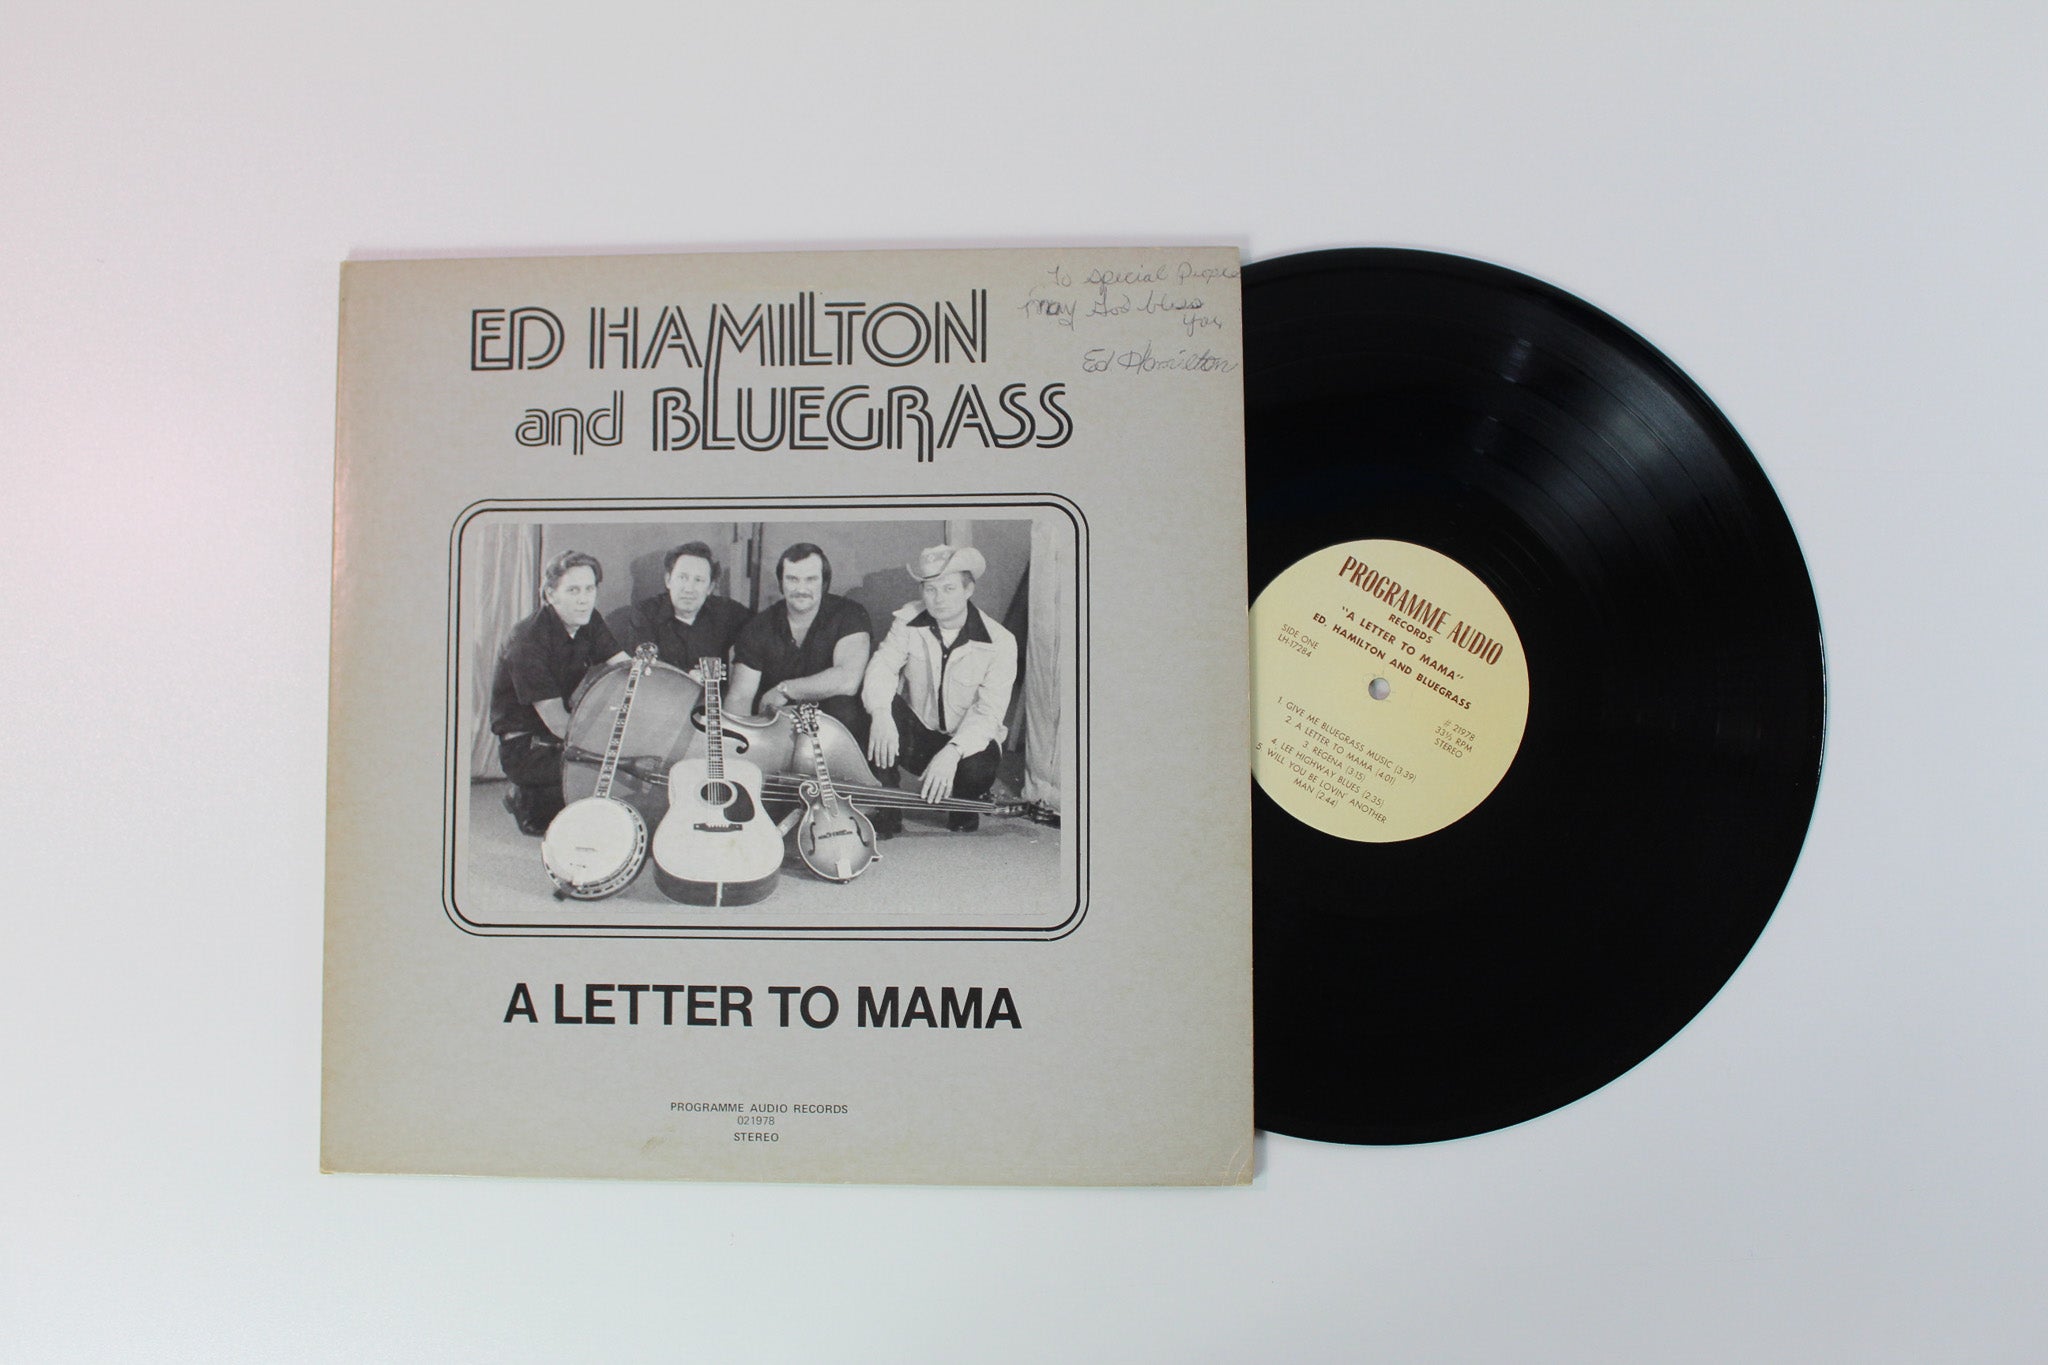 To Special People
May God bless
you
Ed Hamilton
ED HAMILTON
and BLUEGRASS
A LETTER TO MAMA
PROGRAMME AUDIO RECORDS
021978
STEREO
PROGRAMME AUDIO
RECORDS
"A LETTER TO MAMA"
ED. HAMILTON AND BLUEGRASS
SIDE ONE
LH-17284
# 21978
33⅓ RPM
STEREO
1. GIVE ME BLUEGRASS MUSIC (3:39)
2. A LETTER TO MAMA (4:01)
3. REGENA (3:15)
4. LEE HIGHWAY BLUES (2:35)
5. WILL YOU BE LOVIN' ANOTHER
MAN (2:44)